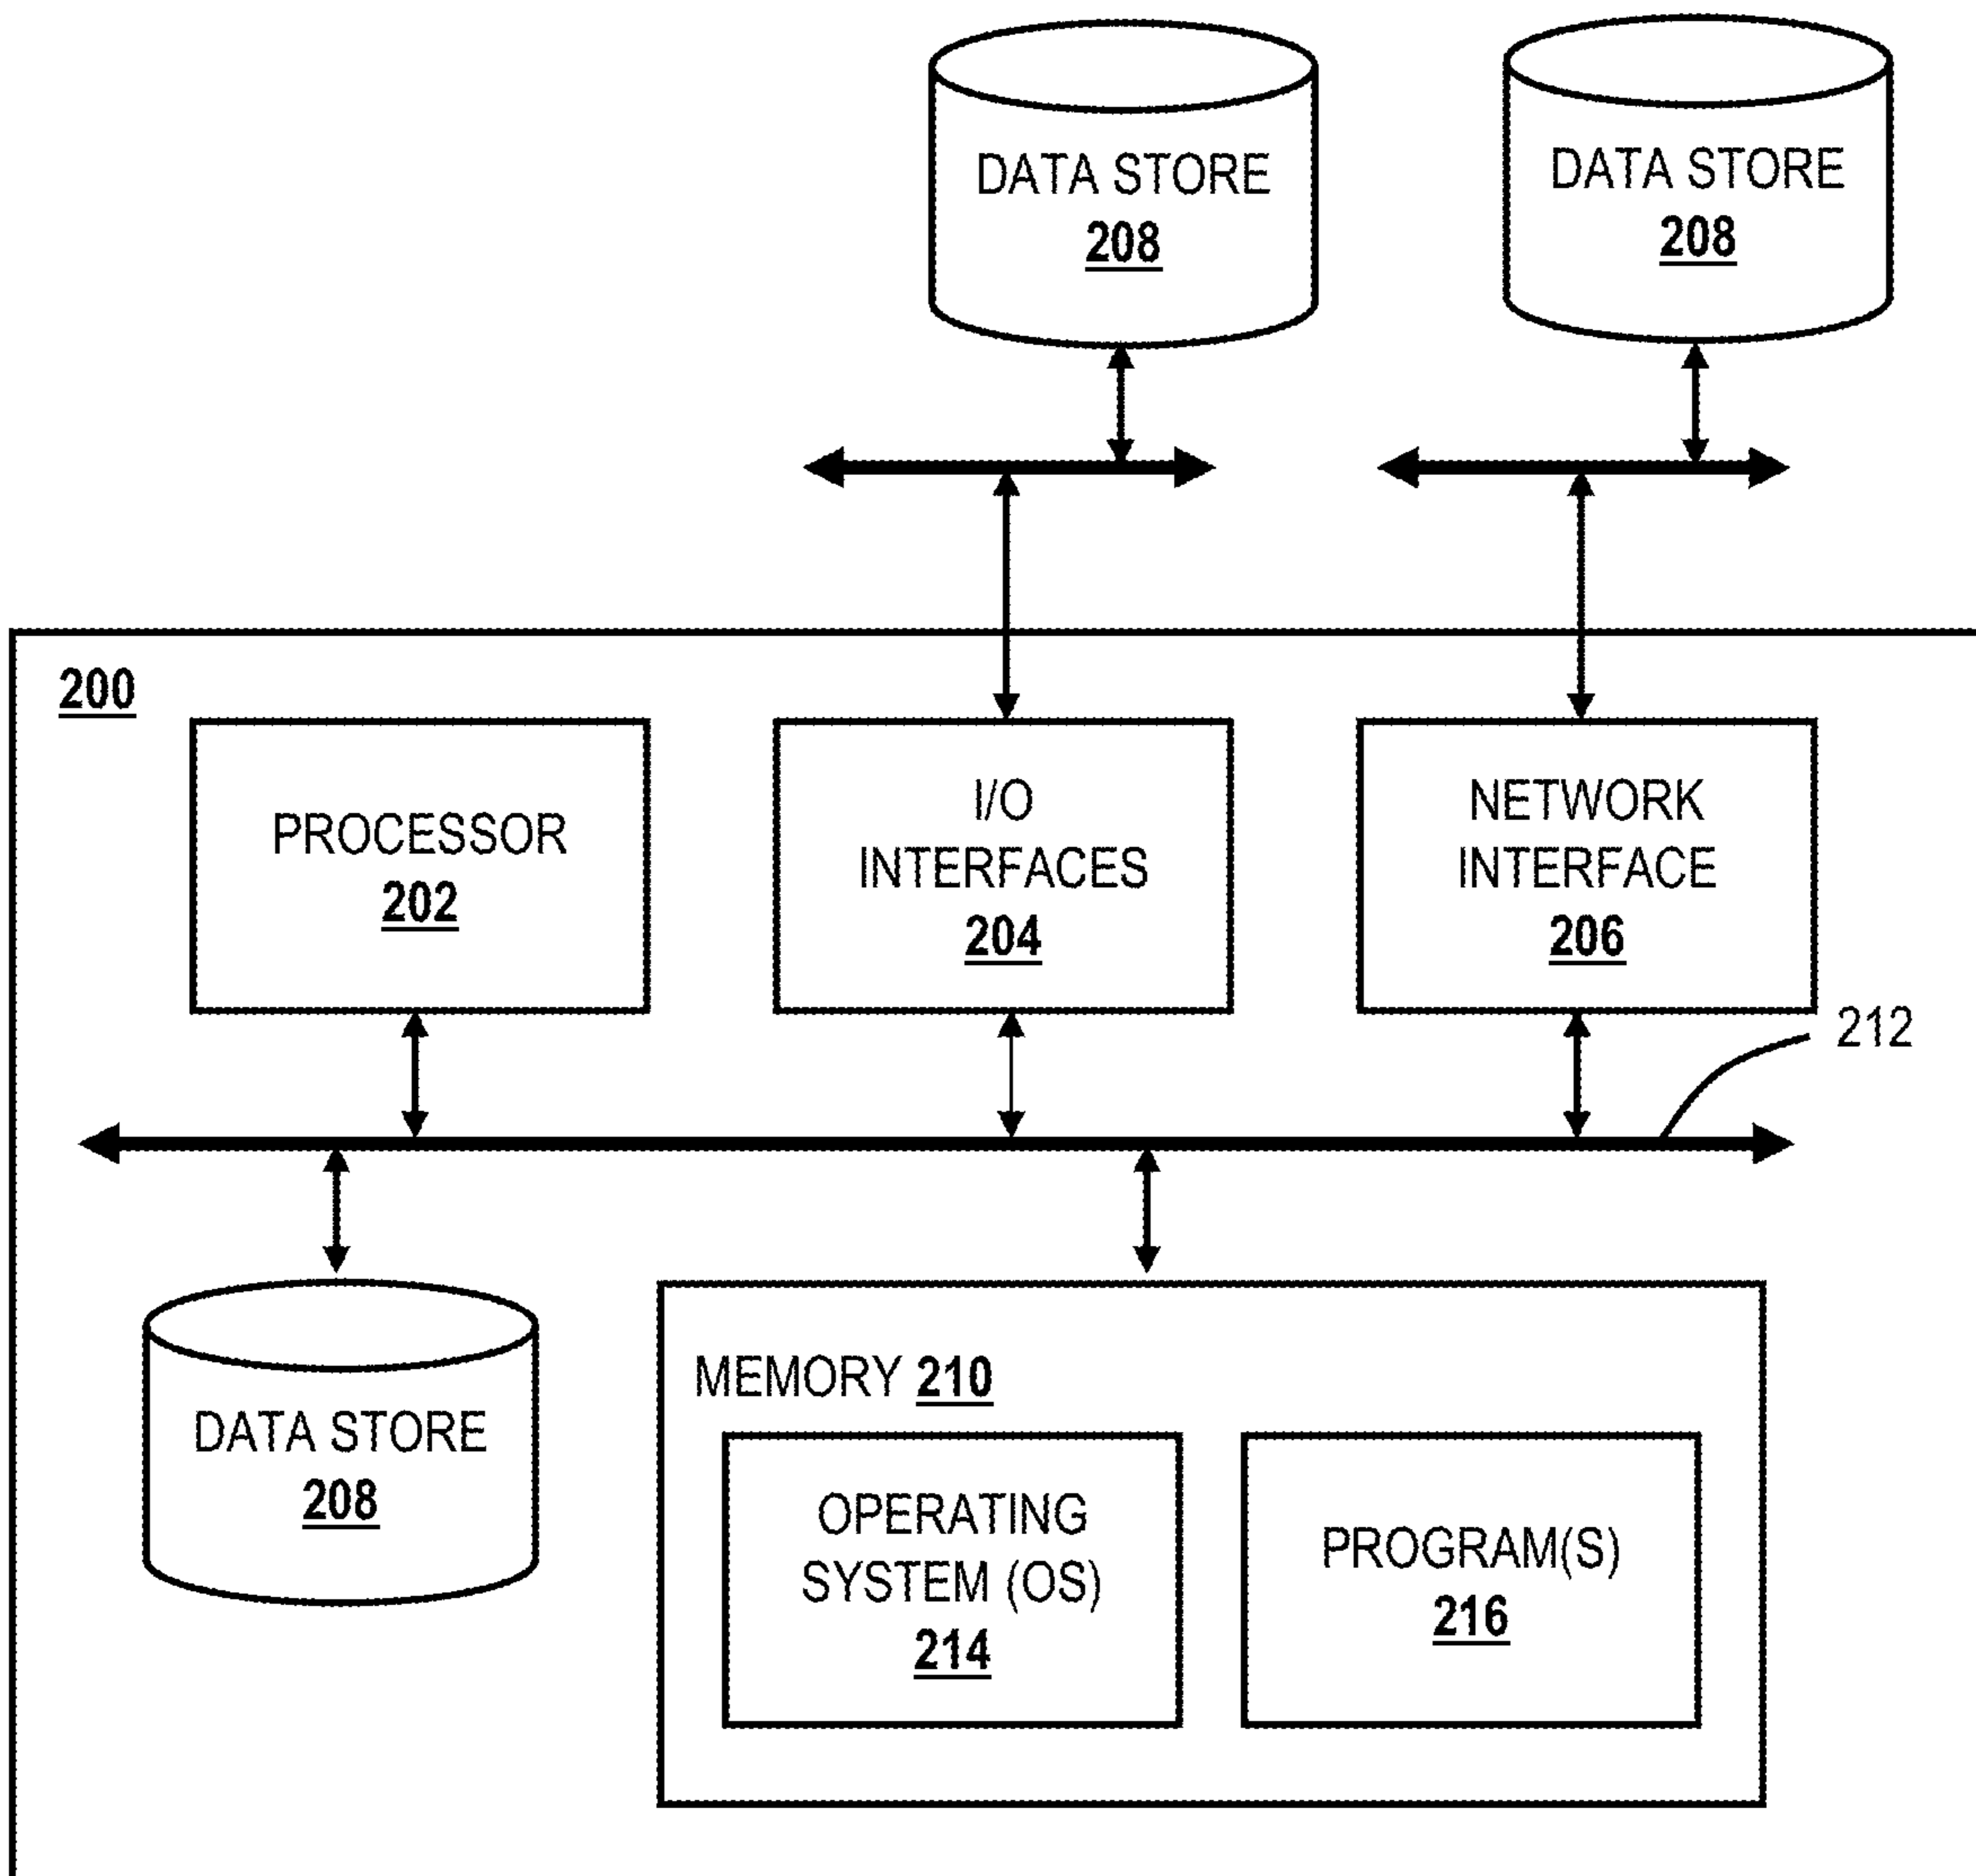 DATA STORE
208
DATA STORE
208
200
PROCESSOR
202
I/O
INTERFACES
204
NETWORK
INTERFACE
206
212
DATA STORE
208
MEMORY 210
OPERATING
SYSTEM (OS)
214
PROGRAM(S)
216